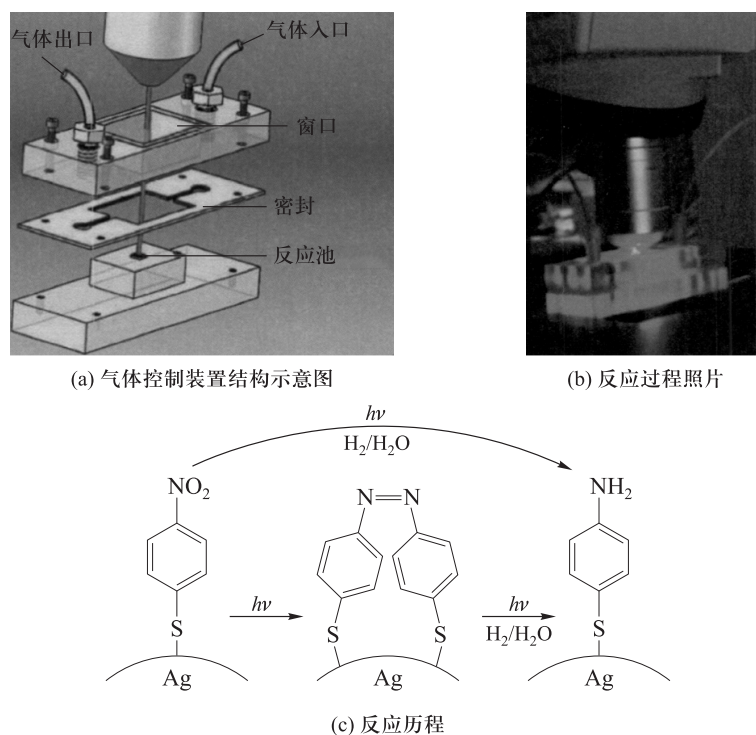 气体出口
气体入口
窗口
密封
反应池
(a) 气体控制装置结构示意图
(b) 反应过程照片
hν
H₂/H₂O
NO₂
N=N
NH₂
S
hν
S
S
hν
H₂/H₂O
S
Ag
Ag
Ag
(c) 反应历程